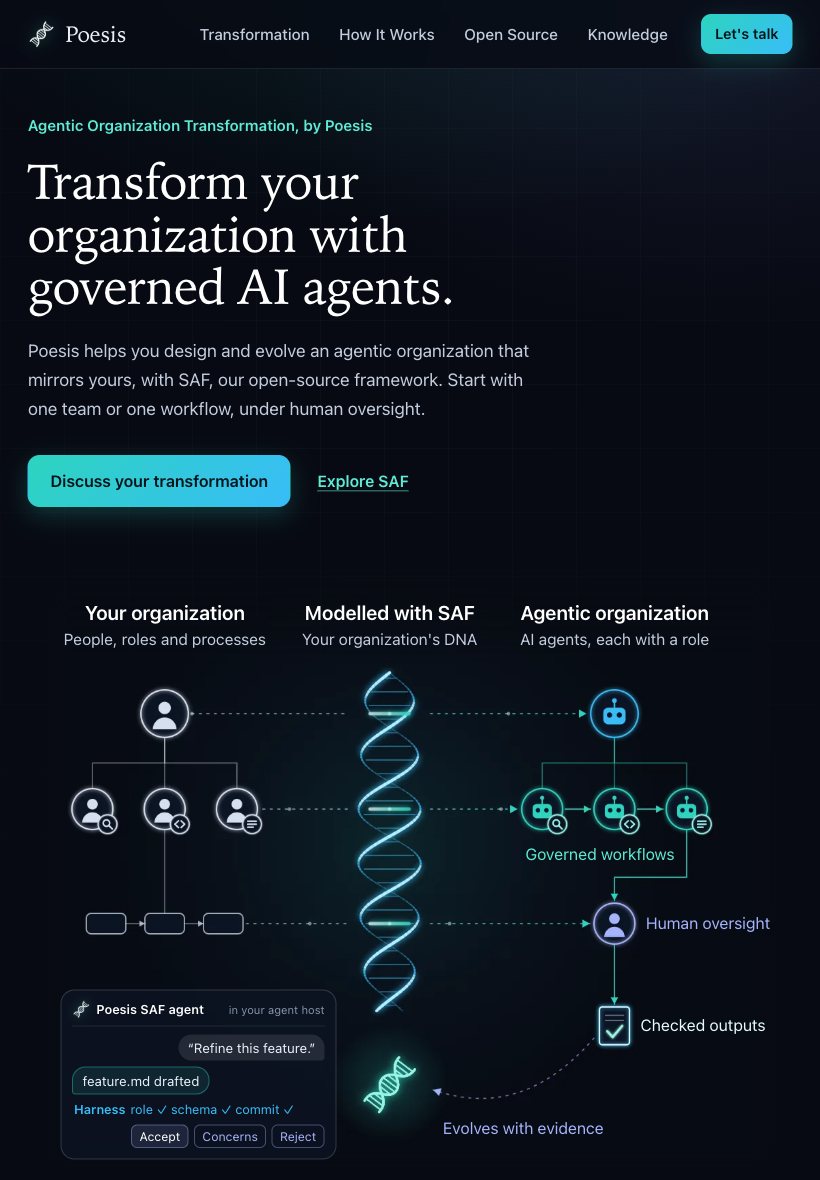 Poesis
Transformation
How It Works
Open Source
Knowledge
Let's talk
Agentic Organization Transformation, by Poesis
Transform your
organization with
governed AI agents.
Poesis helps you design and evolve an agentic organization that
mirrors yours, with SAF, our open-source framework. Start with
one team or one workflow, under human oversight.
Discuss your transformation
Explore SAF
Your organization
People, roles and processes
Modelled with SAF
Your organization's DNA
Agentic organization
AI agents, each with a role
Governed workflows
Human oversight
Checked outputs
Evolves with evidence
Poesis SAF agent
in your agent host
“Refine this feature.”
feature.md drafted
Harness role ✓ schema ✓ commit ✓
Accept
Concerns
Reject